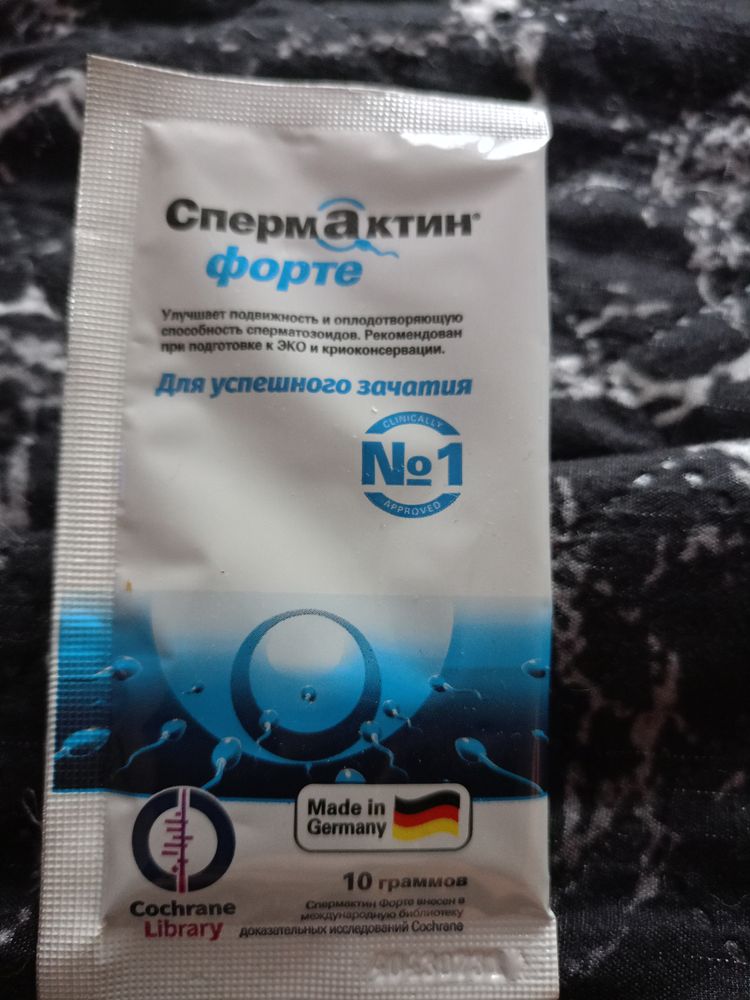 СпермАктин®
форте
Улучшает подвижность и оплодотворяющую
способность сперматозоидов. Рекомендован
при подготовке к ЭКО и криоконсервации.
Для успешного зачатия
CLINICALLY
№1
APPROVED
Made in
Germany
10 граммов
Спермактин Форте внесен в
международную библиотеку
доказательных исследований Cochrane
Cochrane
Library